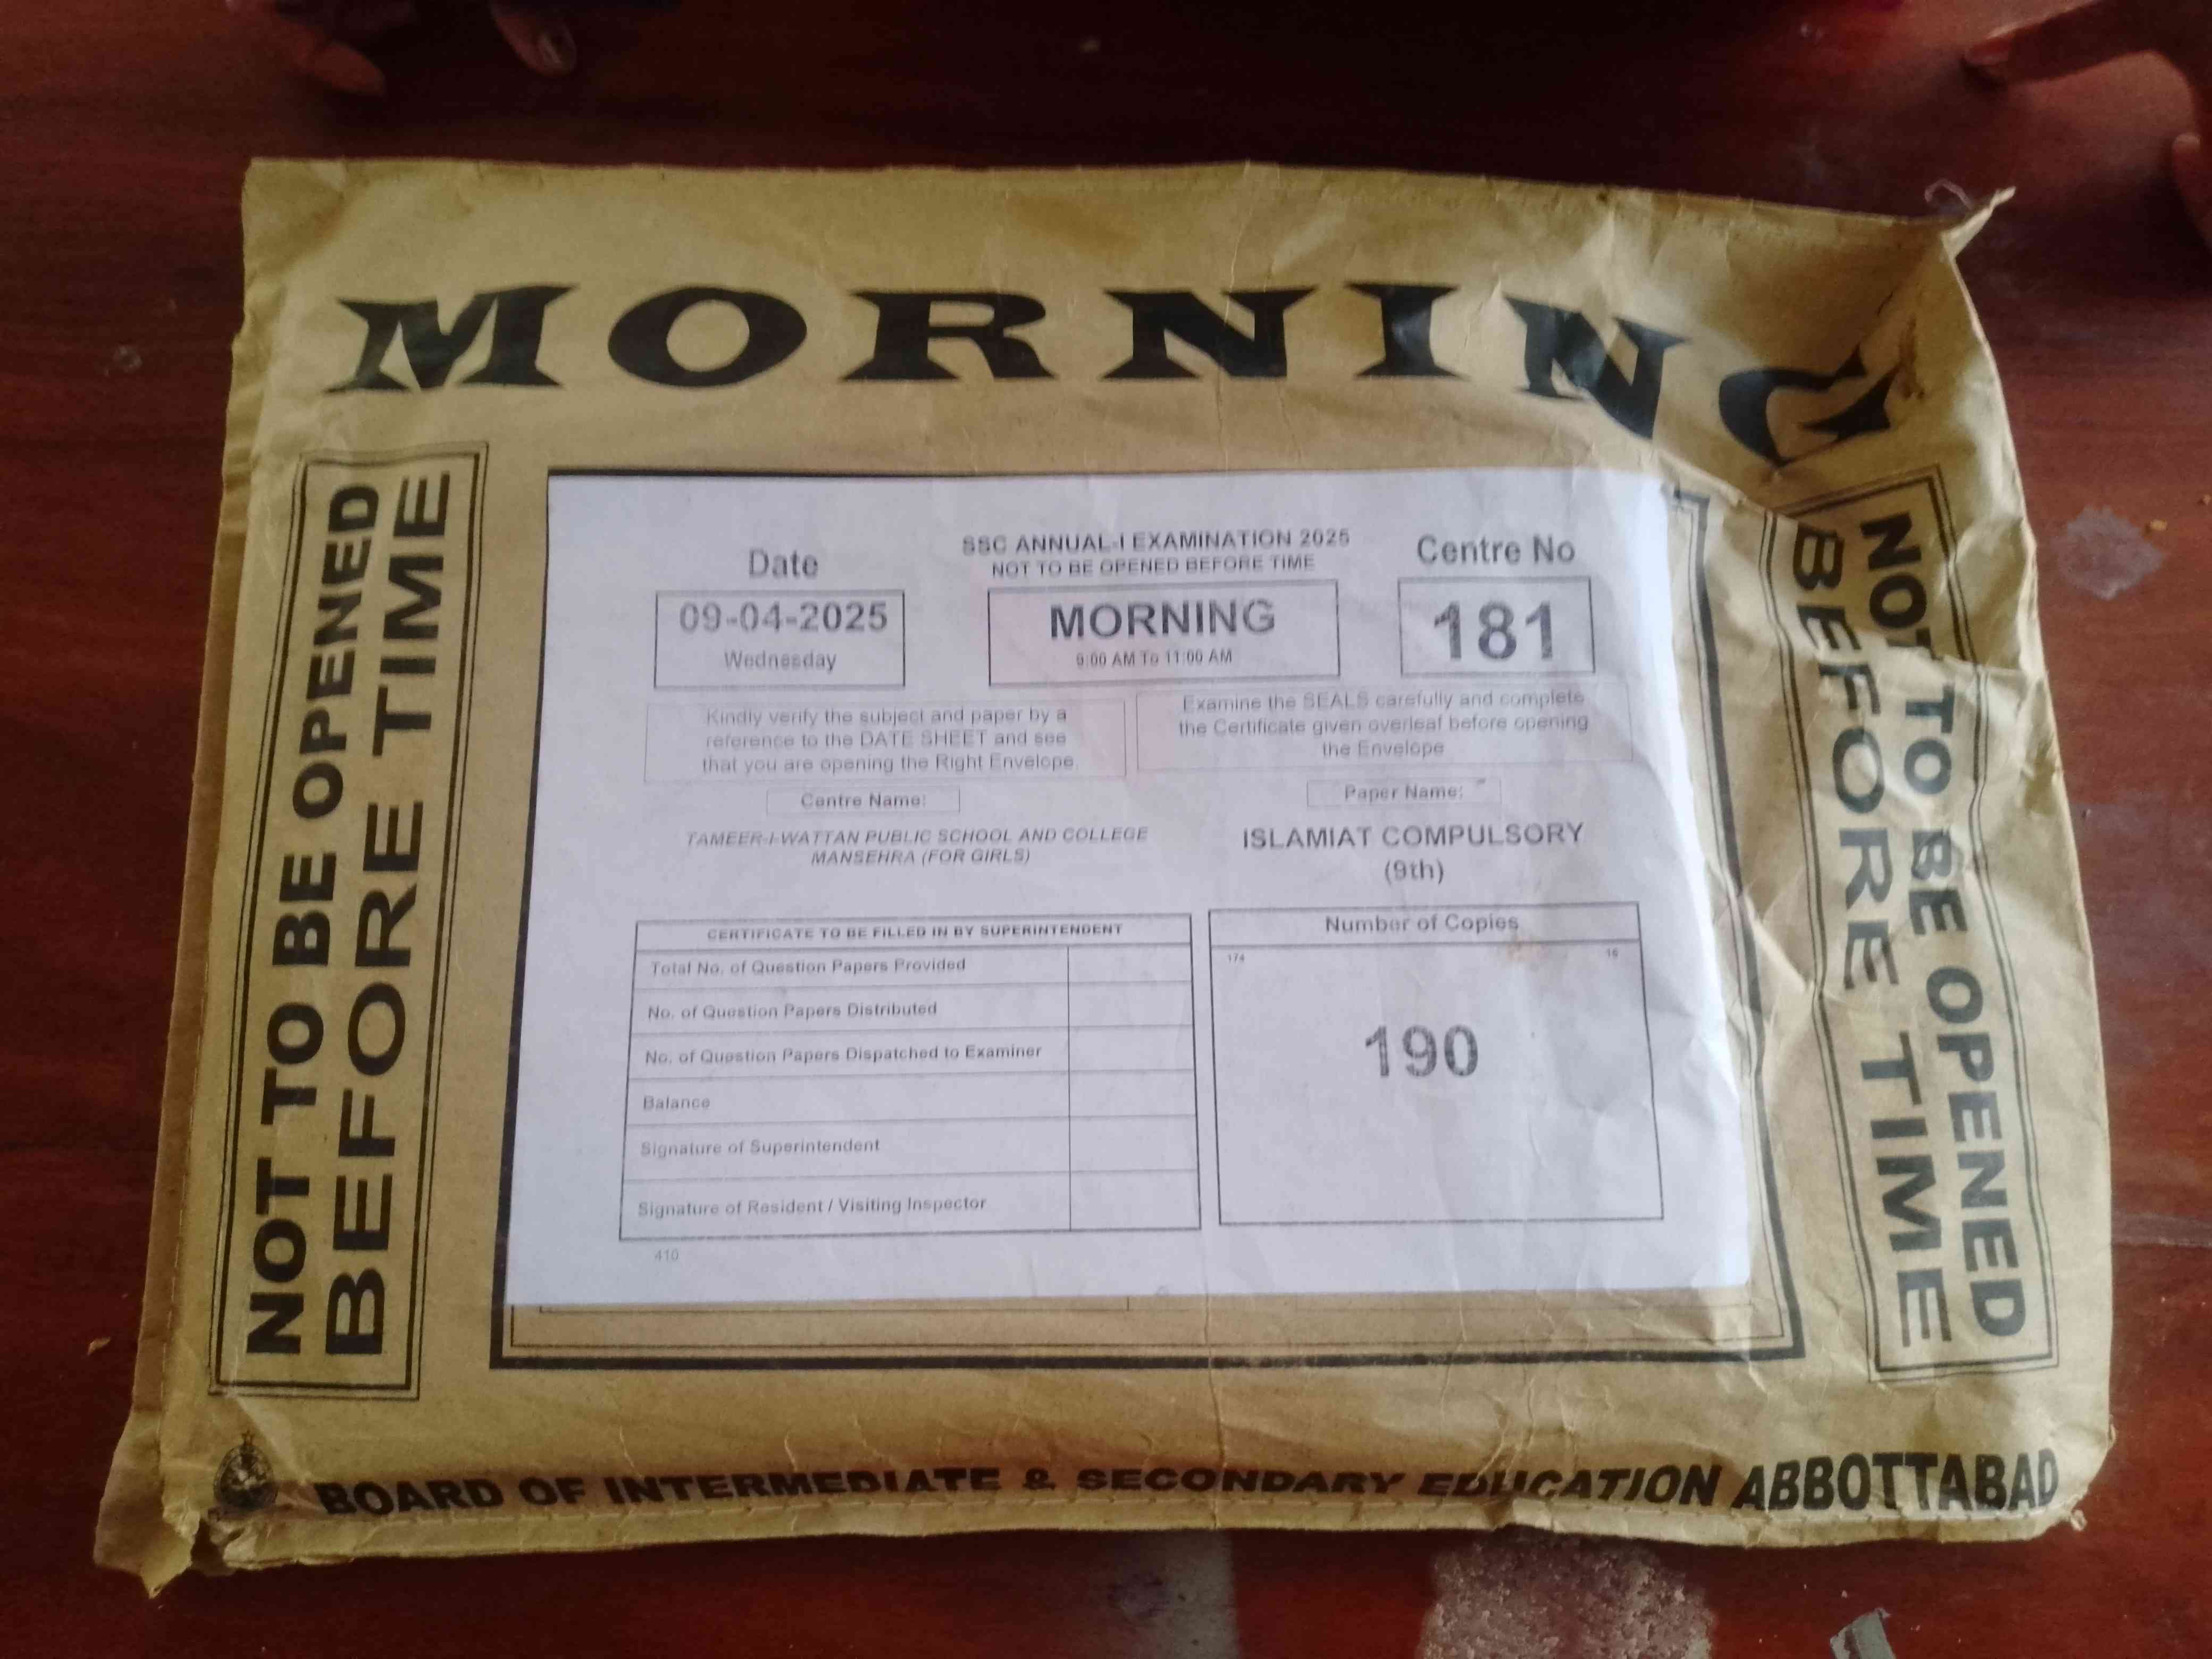 MORNING
NOT TO BE OPENED
BEFORE TIME
Date
09-04-2025
Wednesday
SSC ANNUAL-I EXAMINATION 2025
NOT TO BE OPENED BEFORE TIME
MORNING
9:00 AM To 11:00 AM
Centre No
181
Kindly verify the subject and paper by a
reference to the DATE SHEET and see
that you are opening the Right Envelope.
Examine the SEALS carefully and complete
the Certificate given overleaf before opening
the Envelope
Centre Name:
TAMEER-I-WATTAN PUBLIC SCHOOL AND COLLEGE
MANSEHRA (FOR GIRLS)
Paper Name:
ISLAMIAT COMPULSORY
(9th)
CERTIFICATE TO BE FILLED IN BY SUPERINTENDENT
Total No. of Question Papers Provided
No. of Question Papers Distributed
No. of Question Papers Dispatched to Examiner
Balance
Signature of Superintendent
Signature of Resident / Visiting Inspector
410
Number of Copies
174 16
190
NOT TO BE OPENED
BEFORE TIME
BOARD OF INTERMEDIATE & SECONDARY EDUCATION ABBOTTABAD